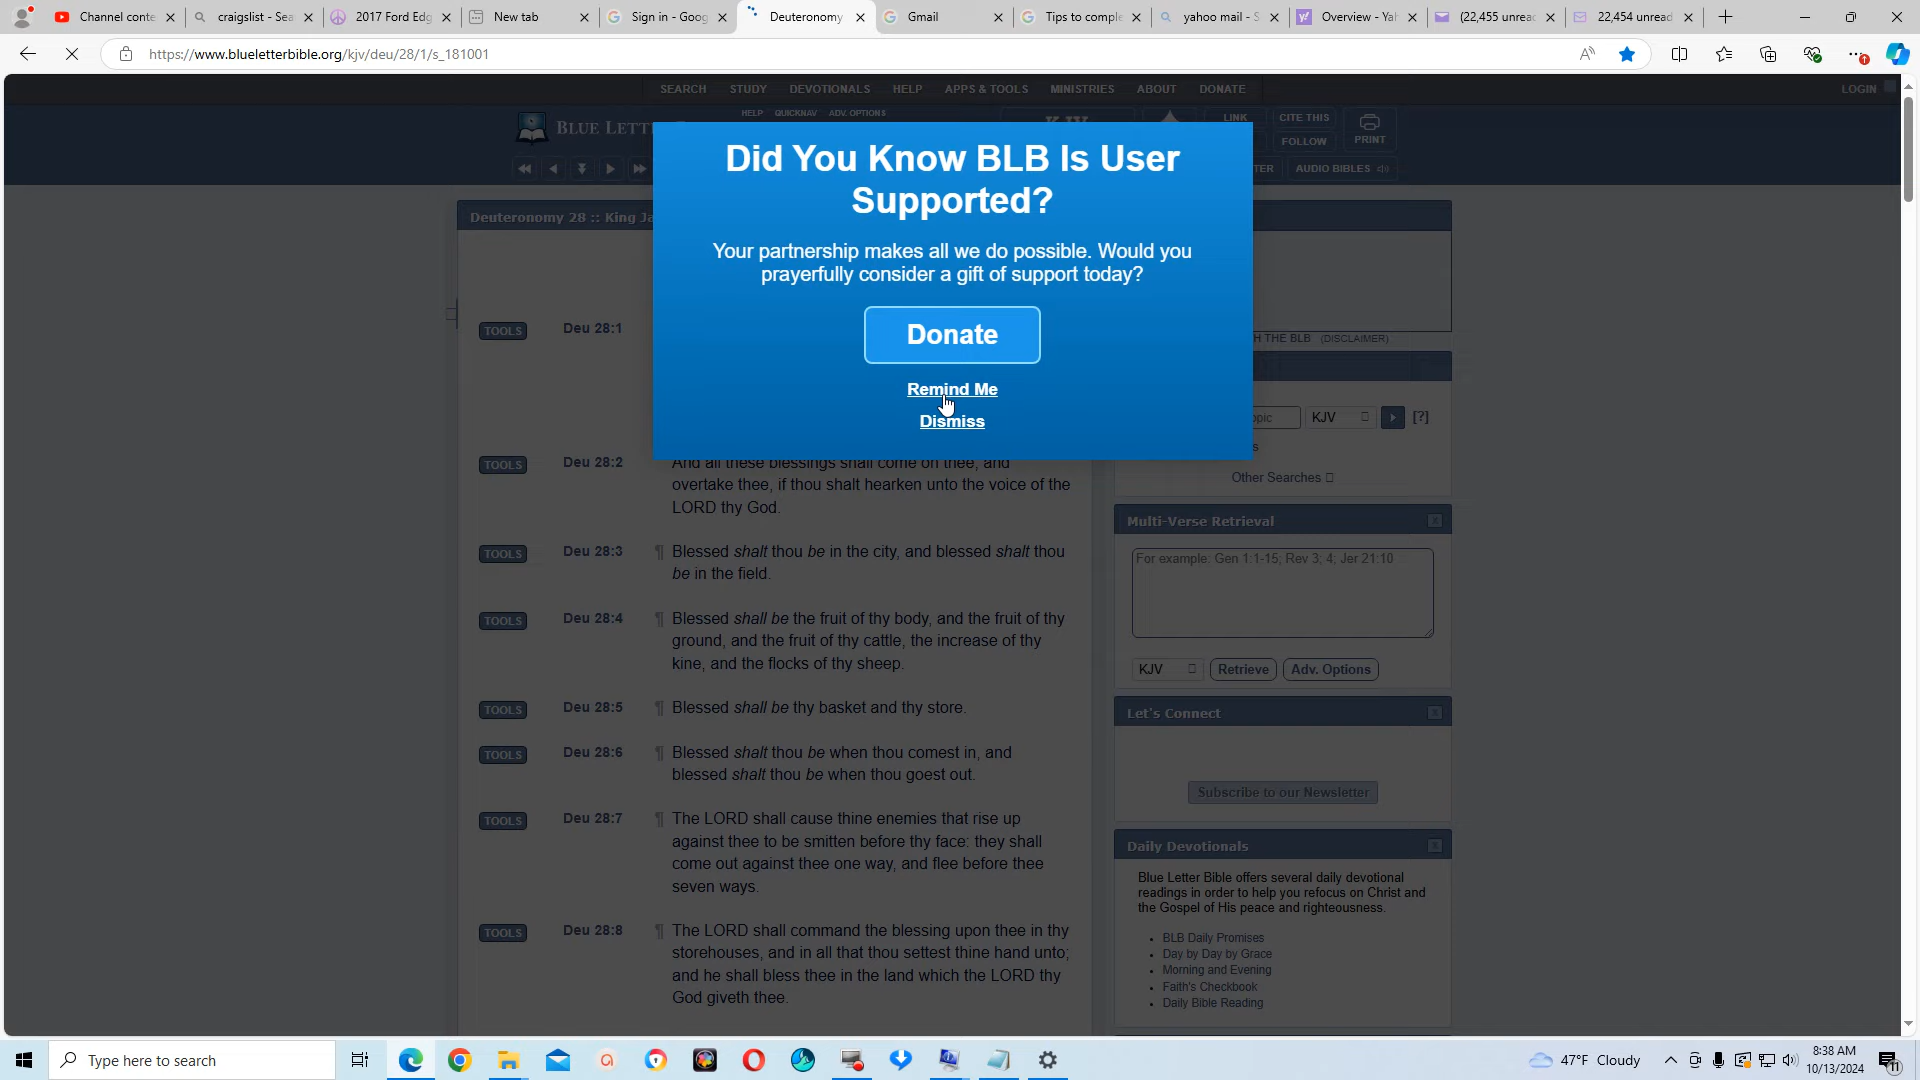 Channel conte
craigslist - Sea
2017 Ford Edg
New tab
Sign in - Goog
Deuteronomy
Gmail
Tips to comple
yahoo mail - S
Overview - Yah
(22,455 unread
22,454 unread
https://www.blueletterbible.org/kjv/deu/28/1/s_181001
SEARCH STUDY DEVOTIONALS HELP APPS & TOOLS MINISTRIES ABOUT DONATE
LOGIN
HELP QUICKNAV ADV. OPTIONS
BLUE LETT
KJV
LINK
CITE THIS
FOLLOW
PRINT
TER
AUDIO BIBLES
Did You Know BLB Is User
Supported?
Your partnership makes all we do possible. Would you
prayerfully consider a gift of support today?
Donate
Remind Me
Dismiss
Deuteronomy 28 :: King Ja
TOOLS Deu 28:1
TOOLS Deu 28:2 And all these blessings shall come on thee, and
overtake thee, if thou shalt hearken unto the voice of the
LORD thy God.
TOOLS Deu 28:3 ¶ Blessed shalt thou be in the city, and blessed shalt thou
be in the field.
TOOLS Deu 28:4 ¶ Blessed shall be the fruit of thy body, and the fruit of thy
ground, and the fruit of thy cattle, the increase of thy
kine, and the flocks of thy sheep.
TOOLS Deu 28:5 ¶ Blessed shall be thy basket and thy store.
TOOLS Deu 28:6 ¶ Blessed shalt thou be when thou comest in, and
blessed shalt thou be when thou goest out.
TOOLS Deu 28:7 ¶ The LORD shall cause thine enemies that rise up
against thee to be smitten before thy face: they shall
come out against thee one way, and flee before thee
seven ways.
TOOLS Deu 28:8 ¶ The LORD shall command the blessing upon thee in thy
storehouses, and in all that thou settest thine hand unto;
and he shall bless thee in the land which the LORD thy
God giveth thee.
H THE BLB (DISCLAIMER)
opic KJV [?]
s
Other Searches
Multi-Verse Retrieval
For example: Gen 1:1-15; Rev 3; 4; Jer 21:10
KJV Retrieve Adv. Options
Let's Connect
Subscribe to our Newsletter
Daily Devotionals
Blue Letter Bible offers several daily devotional
readings in order to help you refocus on Christ and
the Gospel of His peace and righteousness.
• BLB Daily Promises
• Day by Day by Grace
• Morning and Evening
• Faith's Checkbook
• Daily Bible Reading
Type here to search
47°F Cloudy
8:38 AM
10/13/2024
11